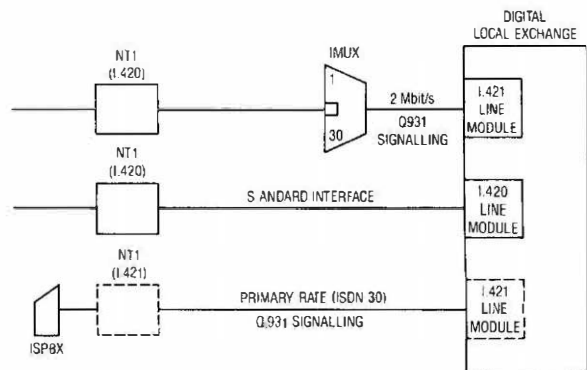 DIGITAL
LOCAL EXCHANGE
NT1
(I.420)
IMUX
1
30
2 Mbit/s
Q931
SIGNALLING
I.421
LINE
MODULE
NT1
(I.420)
S ANDARD INTERFACE
I.420
LINE
MODULE
NT1
(I.421)
ISPBX
PRIMARY RATE (ISDN 30)
Q.931 SIGNALLING
I.421
LINE
MODULE